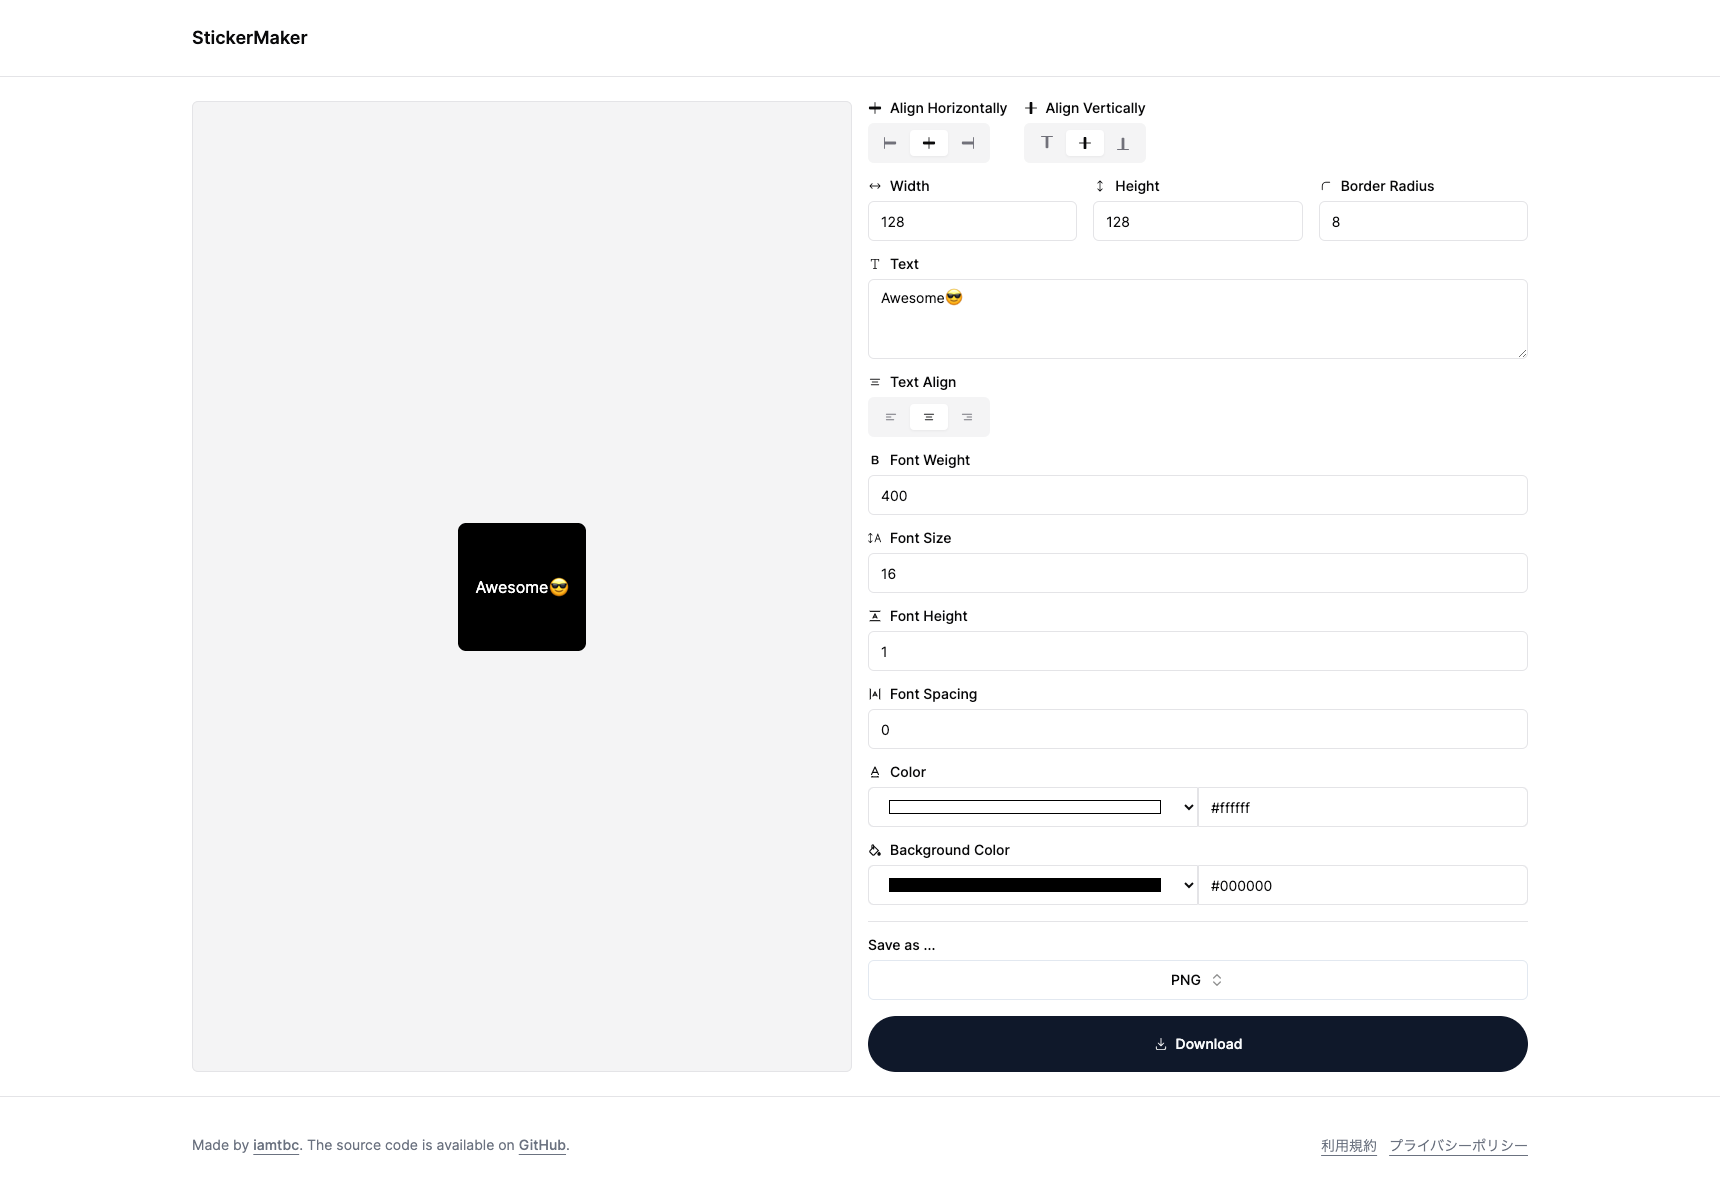 StickerMaker
Awesome😎
Align Horizontally
Align Vertically
Width
Height
Border Radius
128
128
8
Text
Awesome😎
Text Align
Font Weight
400
Font Size
16
Font Height
1
Font Spacing
0
Color
#ffffff
Background Color
#000000
Save as ...
PNG
Download
Made by iamtbc. The source code is available on GitHub.
利用規約 プライバシーポリシー